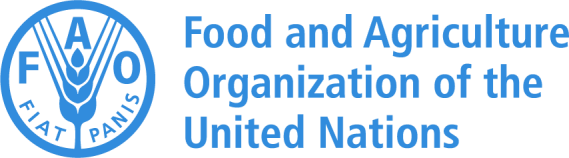 FAO
FIAT PANIS
Food and Agriculture
Organization of the
United Nations